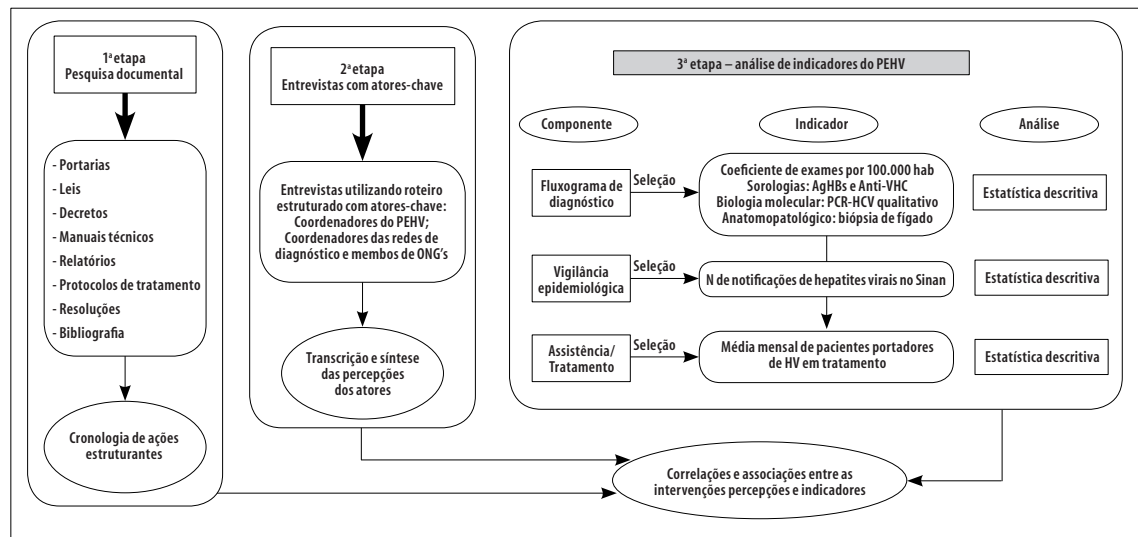 1ª etapa
Pesquisa documental
- Portarias
- Leis
- Decretos
- Manuais técnicos
- Relatórios
- Protocolos de tratamento
- Resoluções
- Bibliografia
Cronologia de ações
estruturantes
2ª etapa
Entrevistas com atores-chave
Entrevistas utilizando roteiro
estruturado com atores-chave:
Coordenadores do PEHV;
Coordenadores das redes de
diagnóstico e membos de ONG's
Transcrição e síntese
das percepções
dos atores
3ª etapa – análise de indicadores do PEHV
Componente
Indicador
Análise
Fluxograma de
diagnóstico
Seleção
Coeficiente de exames por 100.000 hab
Sorologias: AgHBs e Anti-VHC
Biologia molecular: PCR-HCV qualitativo
Anatomopatológico: biópsia de fígado
Estatística descritiva
Vigilância
epidemiológica
Seleção
N de notificações de hepatites virais no Sinan
Estatística descritiva
Assistência/
Tratamento
Seleção
Média mensal de pacientes portadores
de HV em tratamento
Estatística descritiva
Correlações e associações entre as
intervenções percepções e indicadores